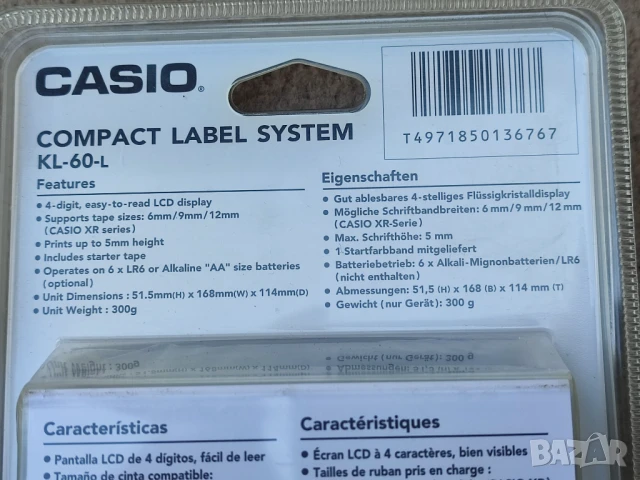 CASIO®
COMPACT LABEL SYSTEM
KL-60-L
Features
• 4-digit, easy-to-read LCD display
• Supports tape sizes: 6mm/9mm/12mm
(CASIO XR series)
• Prints up to 5mm height
• Includes starter tape
• Operates on 6 x LR6 or Alkaline "AA" size batteries
(optional)
• Unit Dimensions : 51.5mm(H) x 168mm(W) x 114mm(D)
• Unit Weight : 300g
T4971850136767
Eigenschaften
• Gut ablesbares 4-stelliges Flüssigkristalldisplay
• Mögliche Schriftbandbreiten: 6 mm/9 mm/12 mm
(CASIO XR-Serie)
• Max. Schrifthöhe: 5 mm
• 1 Startfarbband mitgeliefert
• Batteriebetrieb: 6 x Alkali-Mignonbatterien/LR6
(nicht enthalten)
• Abmessungen: 51,5 (H) x 168 (B) x 114 mm (T)
• Gewicht (nur Gerät): 300 g
Características
• Pantalla LCD de 4 dígitos, fácil de leer
• Tamaño de cinta compatible:
Caractéristiques
• Écran LCD à 4 caractères, bien visibles
• Tailles de ruban pris en charge :
BAZAR